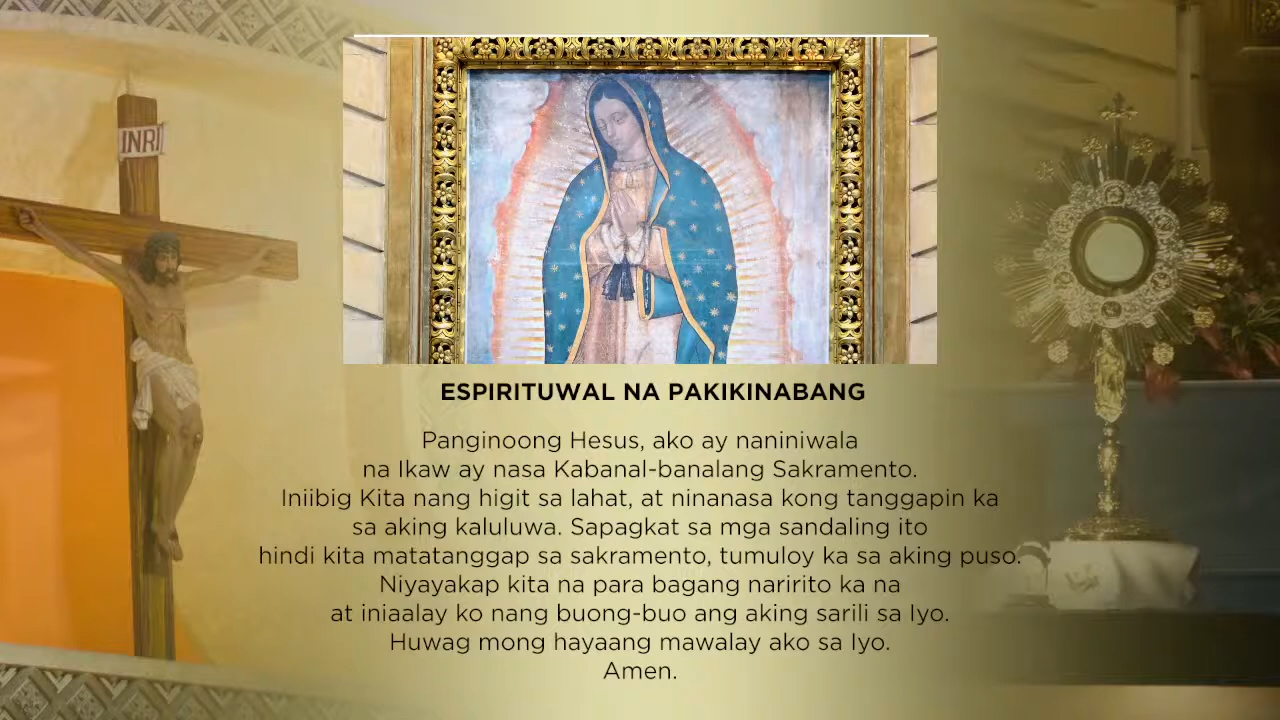 INRI
ESPIRITUWAL NA PAKIKINABANG
Panginoong Hesus, ako ay naniniwala
na Ikaw ay nasa Kabanal-banalang Sakramento.
Iniibig Kita nang higit sa lahat, at ninanasa kong tanggapin ka
sa aking kaluluwa. Sapagkat sa mga sandaling ito
hindi kita matatanggap sa sakramento, tumuloy ka sa aking puso.
Niyayakap kita na para bagang naririto ka na
at iniaalay ko nang buong-buo ang aking sarili sa Iyo.
Huwag mong hayaang mawalay ako sa Iyo.
Amen.